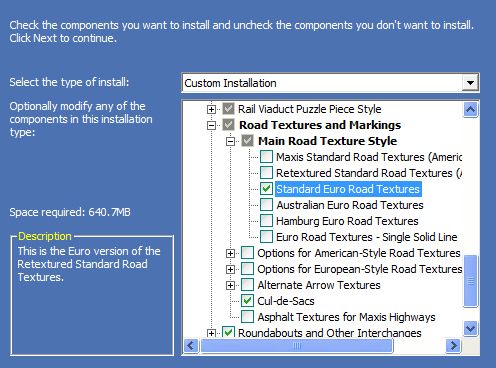 Check the components you want to install and uncheck the components you don't want to install.
Click Next to continue.
Select the type of install:
Custom Installation
Optionally modify any of the
components in this installation
type:
Rail Viaduct Puzzle Piece Style
Road Textures and Markings
Main Road Texture Style
Maxis Standard Road Textures (Americ
Retextured Standard Road Textures (A
Standard Euro Road Textures
Australian Euro Road Textures
Hamburg Euro Road Textures
Euro Road Textures - Single Solid Line
Options for American-Style Road Textures
Options for European-Style Road Textures
Alternate Arrow Textures
Cul-de-Sacs
Asphalt Textures for Maxis Highways
Roundabouts and Other Interchanges
Space required: 640.7MB
Description
This is the Euro version of the
Retextured Standard Road
Textures.